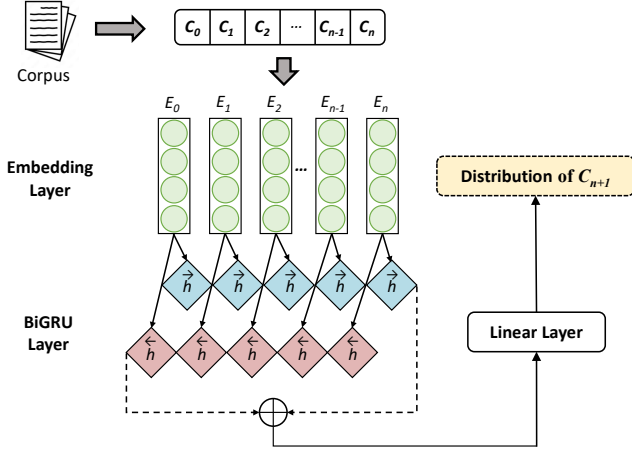 Corpus
C0 C1 C2 ... Cn-1 Cn
E0 E1 E2 En-1 En
...
Embedding
Layer
Distribution of Cn+1
h h h h h
BiGRU
Layer
Linear Layer
h h h h h